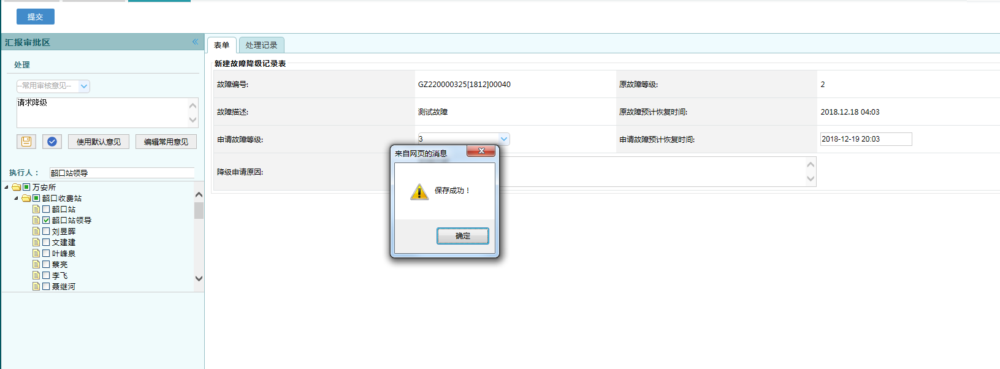 提交
汇报审批区
处理
--常用审核意见--
请求降级
使用默认意见
编辑常用意见
执行人：
韶口站领导
万安所
韶口收费站
韶口站
韶口站领导
刘昱晖
文建建
叶峰泉
蔡亮
李飞
聂继河
表单
处理记录
新建故障降级记录表
故障编号:
GZ220000325[1812]00040
原故障等级:
2
故障描述:
测试故障
原故障预计恢复时间:
2018.12.18 04:03
申请故障等级:
3
申请故障预计恢复时间:
2018-12-19 20:03
降级申请原因:
来自网页的消息
保存成功！
确定